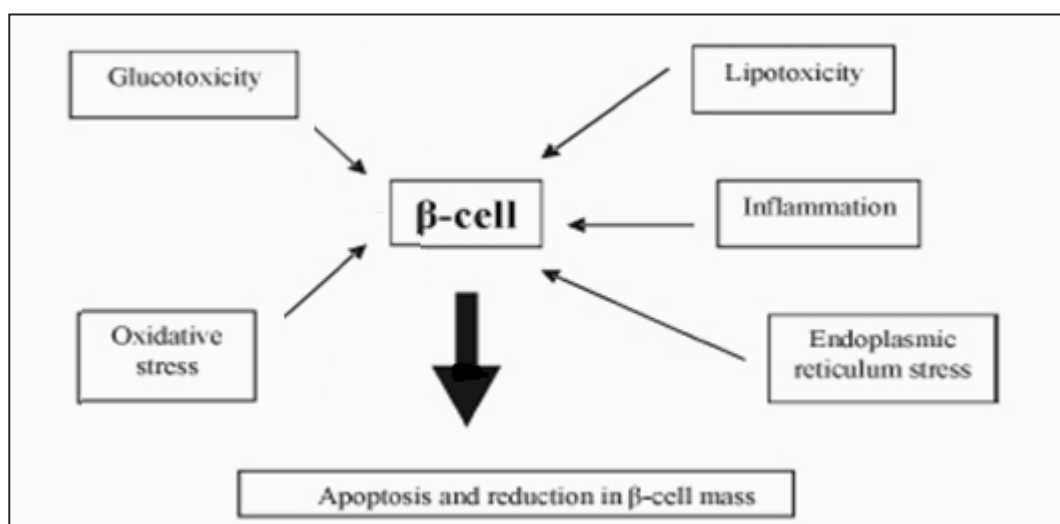 Glucotoxicity
Lipotoxicity
β-cell
Inflammation
Oxidative
stress
Endoplasmic
reticulum stress
Apoptosis and reduction in β-cell mass